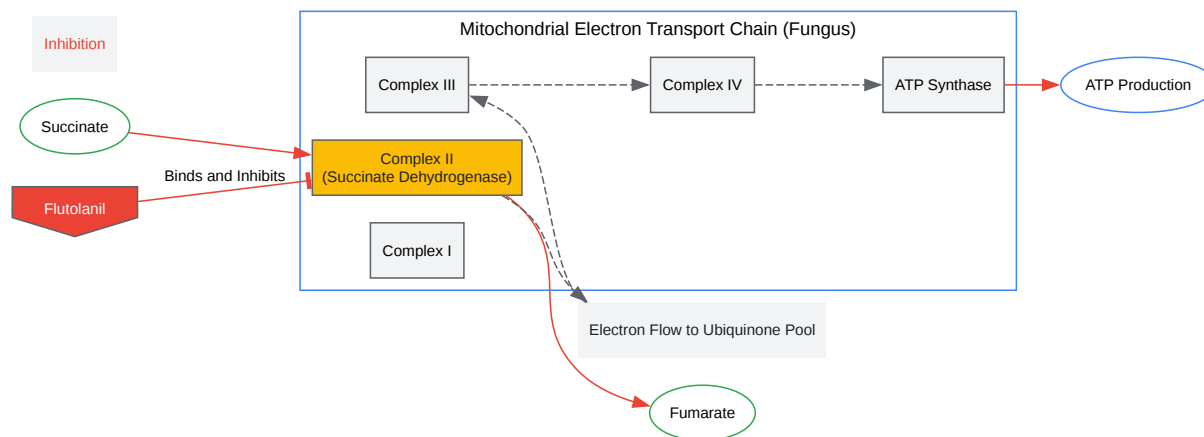 Mitochondrial Electron Transport Chain (Fungus)
Inhibition
Complex III
Complex IV
ATP Synthase
ATP Production
Succinate
Complex II
(Succinate Dehydrogenase)
Binds and Inhibits
Flutolanil
Complex I
Electron Flow to Ubiquinone Pool
Fumarate